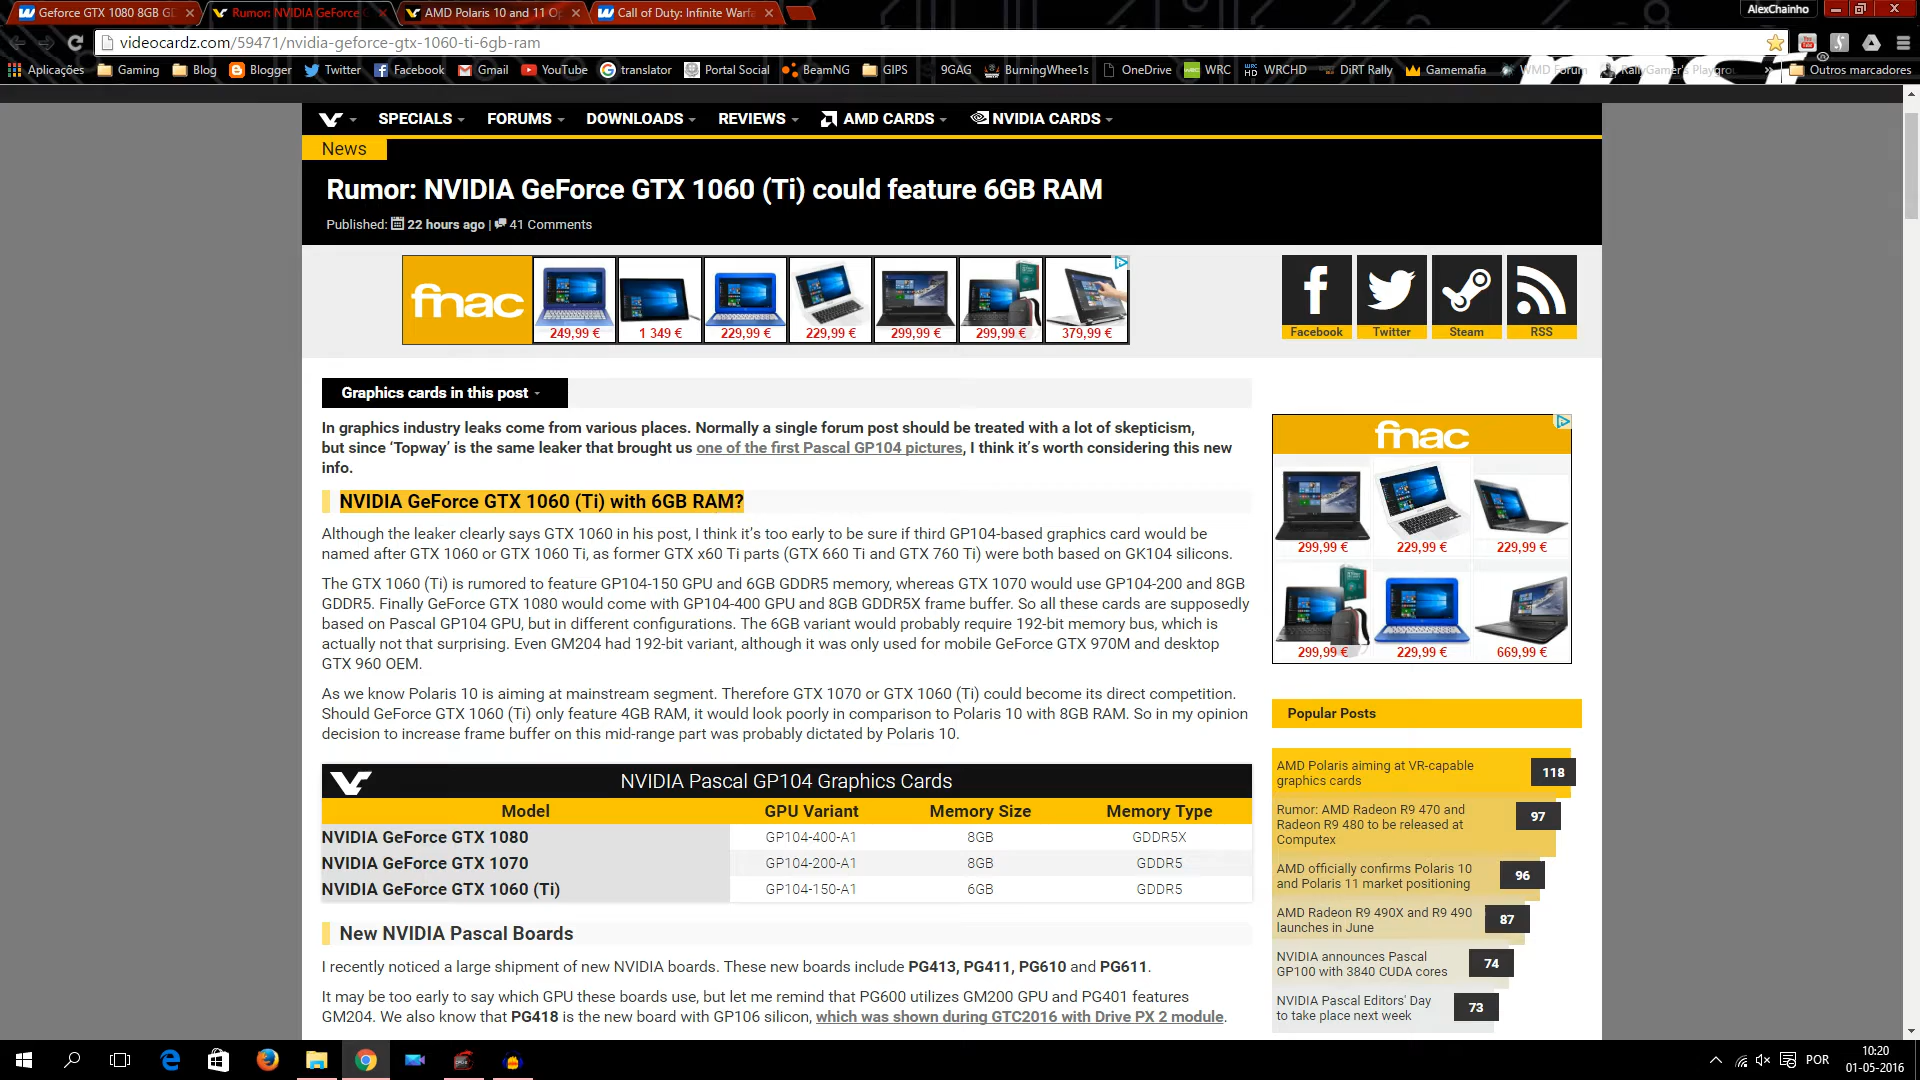 Geforce GTX 1080 8GB GD
Rumor: NVIDIA GeForce G
AMD Polaris 10 and 11 Op
Call of Duty: Infinite Warfa
AlexChainho
videocardz.com/59471/nvidia-geforce-gtx-1060-ti-6gb-ram
Aplicações
Gaming
Blog
Blogger
Twitter
Facebook
Gmail
YouTube
translator
Portal Social
BeamNG
GIPS
9GAG
BurningWhee1s
OneDrive
WRC
WRCHD
DiRT Rally
Gamemafia
WMD Forum
RallyGamer's Playgrou
Outros marcadores
SPECIALS
FORUMS
DOWNLOADS
REVIEWS
AMD CARDS
NVIDIA CARDS
News
Rumor: NVIDIA GeForce GTX 1060 (Ti) could feature 6GB RAM
Published: 22 hours ago | 41 Comments
fnac
249,99 €
1 349 €
229,99 €
229,99 €
299,99 €
299,99 €
379,99 €
Facebook
Twitter
Steam
RSS
Graphics cards in this post
In graphics industry leaks come from various places. Normally a single forum post should be treated with a lot of skepticism,
but since ‘Topway’ is the same leaker that brought us one of the first Pascal GP104 pictures, I think it’s worth considering this new
info.
NVIDIA GeForce GTX 1060 (Ti) with 6GB RAM?
Although the leaker clearly says GTX 1060 in his post, I think it’s too early to be sure if third GP104-based graphics card would be
named after GTX 1060 or GTX 1060 Ti, as former GTX x60 Ti parts (GTX 660 Ti and GTX 760 Ti) were both based on GK104 silicons.
The GTX 1060 (Ti) is rumored to feature GP104-150 GPU and 6GB GDDR5 memory, whereas GTX 1070 would use GP104-200 and 8GB
GDDR5. Finally GeForce GTX 1080 would come with GP104-400 GPU and 8GB GDDR5X frame buffer. So all these cards are supposedly
based on Pascal GP104 GPU, but in different configurations. The 6GB variant would probably require 192-bit memory bus, which is
actually not that surprising. Even GM204 had 192-bit variant, although it was only used for mobile GeForce GTX 970M and desktop
GTX 960 OEM.
As we know Polaris 10 is aiming at mainstream segment. Therefore GTX 1070 or GTX 1060 (Ti) could become its direct competition.
Should GeForce GTX 1060 (Ti) only feature 4GB RAM, it would look poorly in comparison to Polaris 10 with 8GB RAM. So in my opinion
decision to increase frame buffer on this mid-range part was probably dictated by Polaris 10.
NVIDIA Pascal GP104 Graphics Cards
Model GPU Variant Memory Size Memory Type
NVIDIA GeForce GTX 1080 GP104-400-A1 8GB GDDR5X
NVIDIA GeForce GTX 1070 GP104-200-A1 8GB GDDR5
NVIDIA GeForce GTX 1060 (Ti) GP104-150-A1 6GB GDDR5
New NVIDIA Pascal Boards
I recently noticed a large shipment of new NVIDIA boards. These new boards include PG413, PG411, PG610 and PG611.
It may be too early to say which GPU these boards use, but let me remind that PG600 utilizes GM200 GPU and PG401 features
GM204. We also know that PG418 is the new board with GP106 silicon, which was shown during GTC2016 with Drive PX 2 module.
fnac
299,99 €
229,99 €
229,99 €
299,99 €
229,99 €
669,99 €
Popular Posts
AMD Polaris aiming at VR-capable
graphics cards
118
Rumor: AMD Radeon R9 470 and
Radeon R9 480 to be released at
Computex
97
AMD officially confirms Polaris 10
and Polaris 11 market positioning
96
AMD Radeon R9 490X and R9 490
launches in June
87
NVIDIA announces Pascal
GP100 with 3840 CUDA cores
74
NVIDIA Pascal Editors' Day
to take place next week
73
POR
10:20
01-05-2016